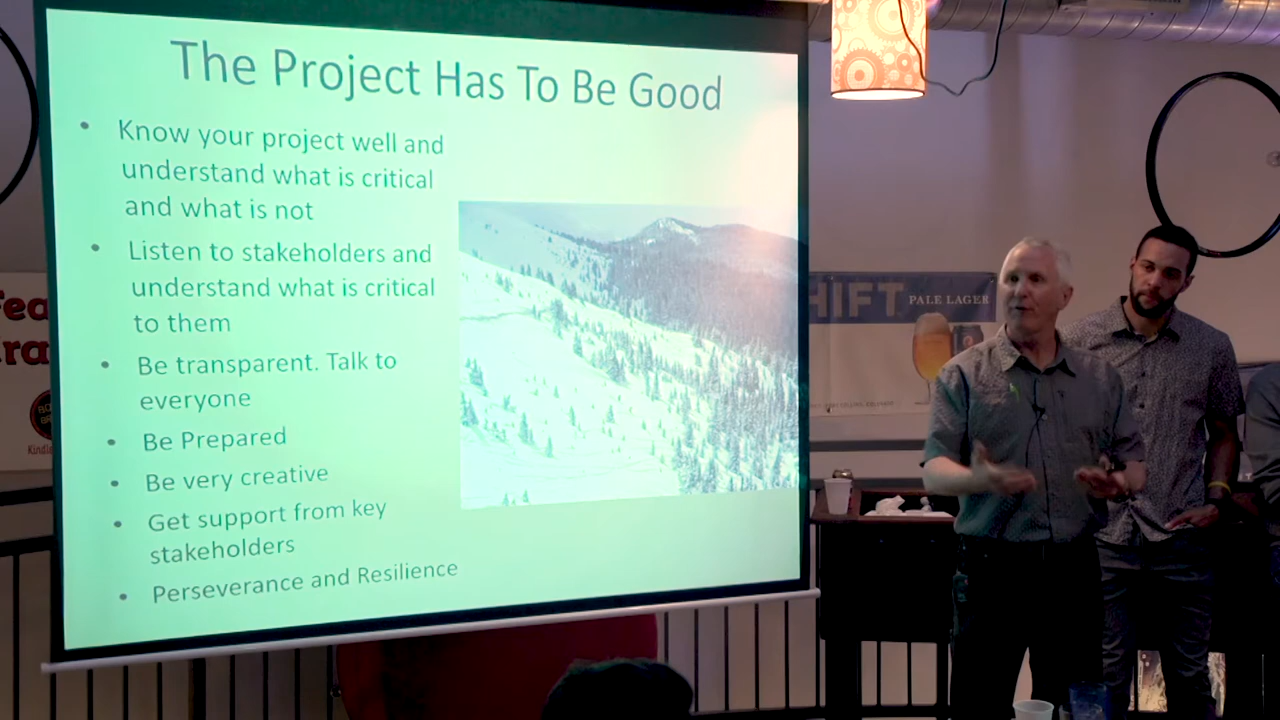 The Project Has To Be Good
• Know your project well and
understand what is critical
and what is not
• Listen to stakeholders and
understand what is critical
to them
• Be transparent. Talk to
everyone
• Be Prepared
• Be very creative
• Get support from key
stakeholders
• Perseverance and Resilience
HIFT PALE LAGER